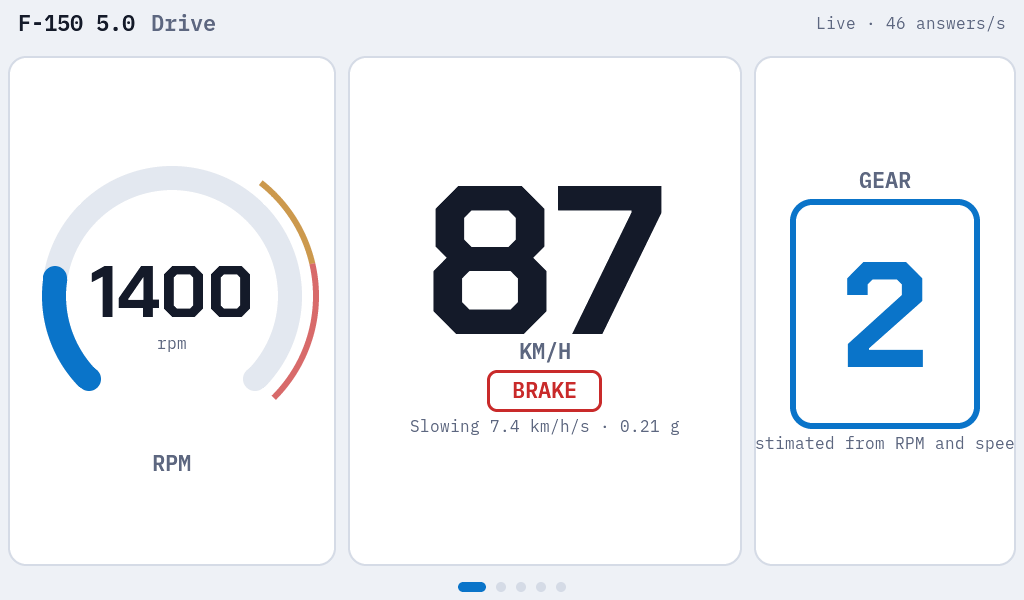 F-150 5.0 Drive
Live · 46 answers/s
1400
rpm
RPM
87
KM/H
BRAKE
Slowing 7.4 km/h/s · 0.21 g
GEAR
2
stimated from RPM and spee